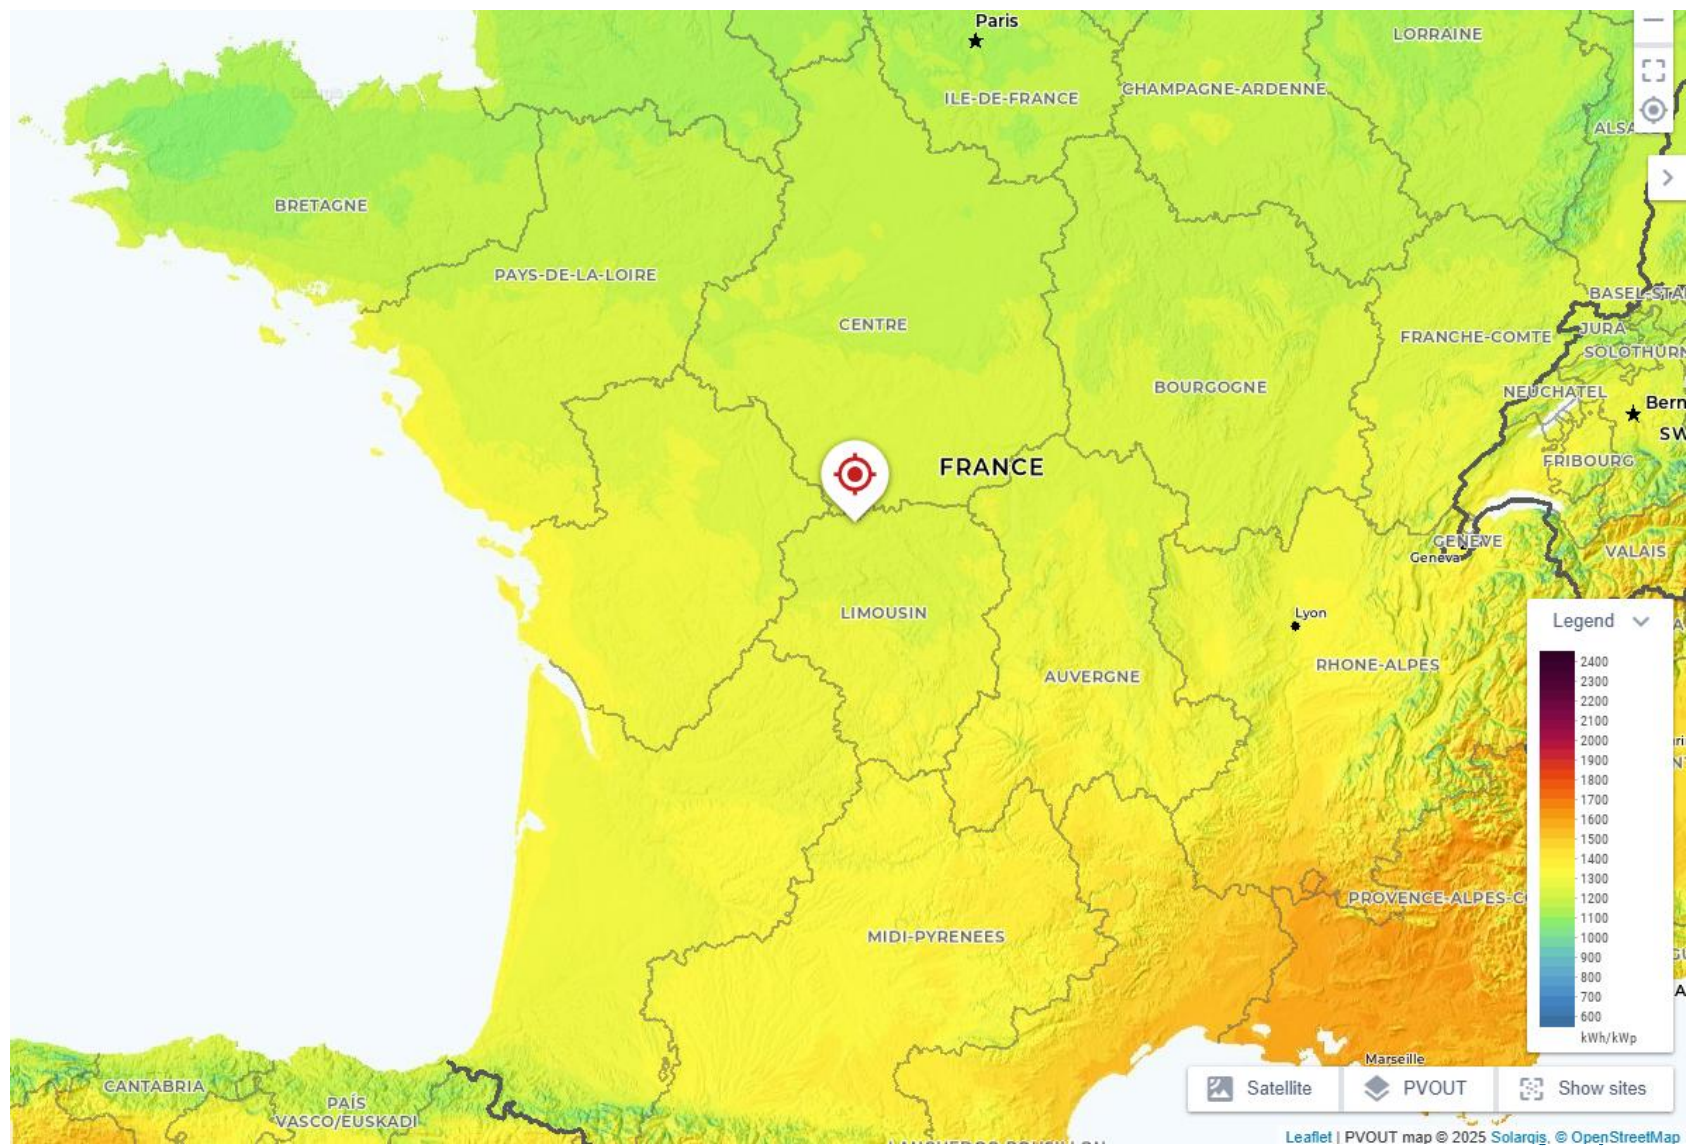 Paris
LORRAINE
ILE-DE-FRANCE
CHAMPAGNE-ARDENNE
ALSA
BRETAGNE
PAYS-DE-LA-LOIRE
BASEL-STA
CENTRE
JURA
FRANCHE-COMTE
SOLOTHURN
BOURGOGNE
NEUCHATEL
Bern
SW
FRANCE
FRIBOURG
GENEVE
Geneva
VALAIS
LIMOUSIN
Lyon
Legend
RHONE-ALPES
AUVERGNE
2400
2300
2200
2100
2000
1900
1800
1700
1600
1500
1400
1300
1200
1100
1000
900
800
700
600
kWh/kWp
PROVENCE-ALPES-C
MIDI-PYRENEES
Marseille
CANTABRIA
PAÍS
VASCO/EUSKADI
Satellite
PVOUT
Show sites
Leaflet | PVOUT map © 2025 Solargis, © OpenStreetMap